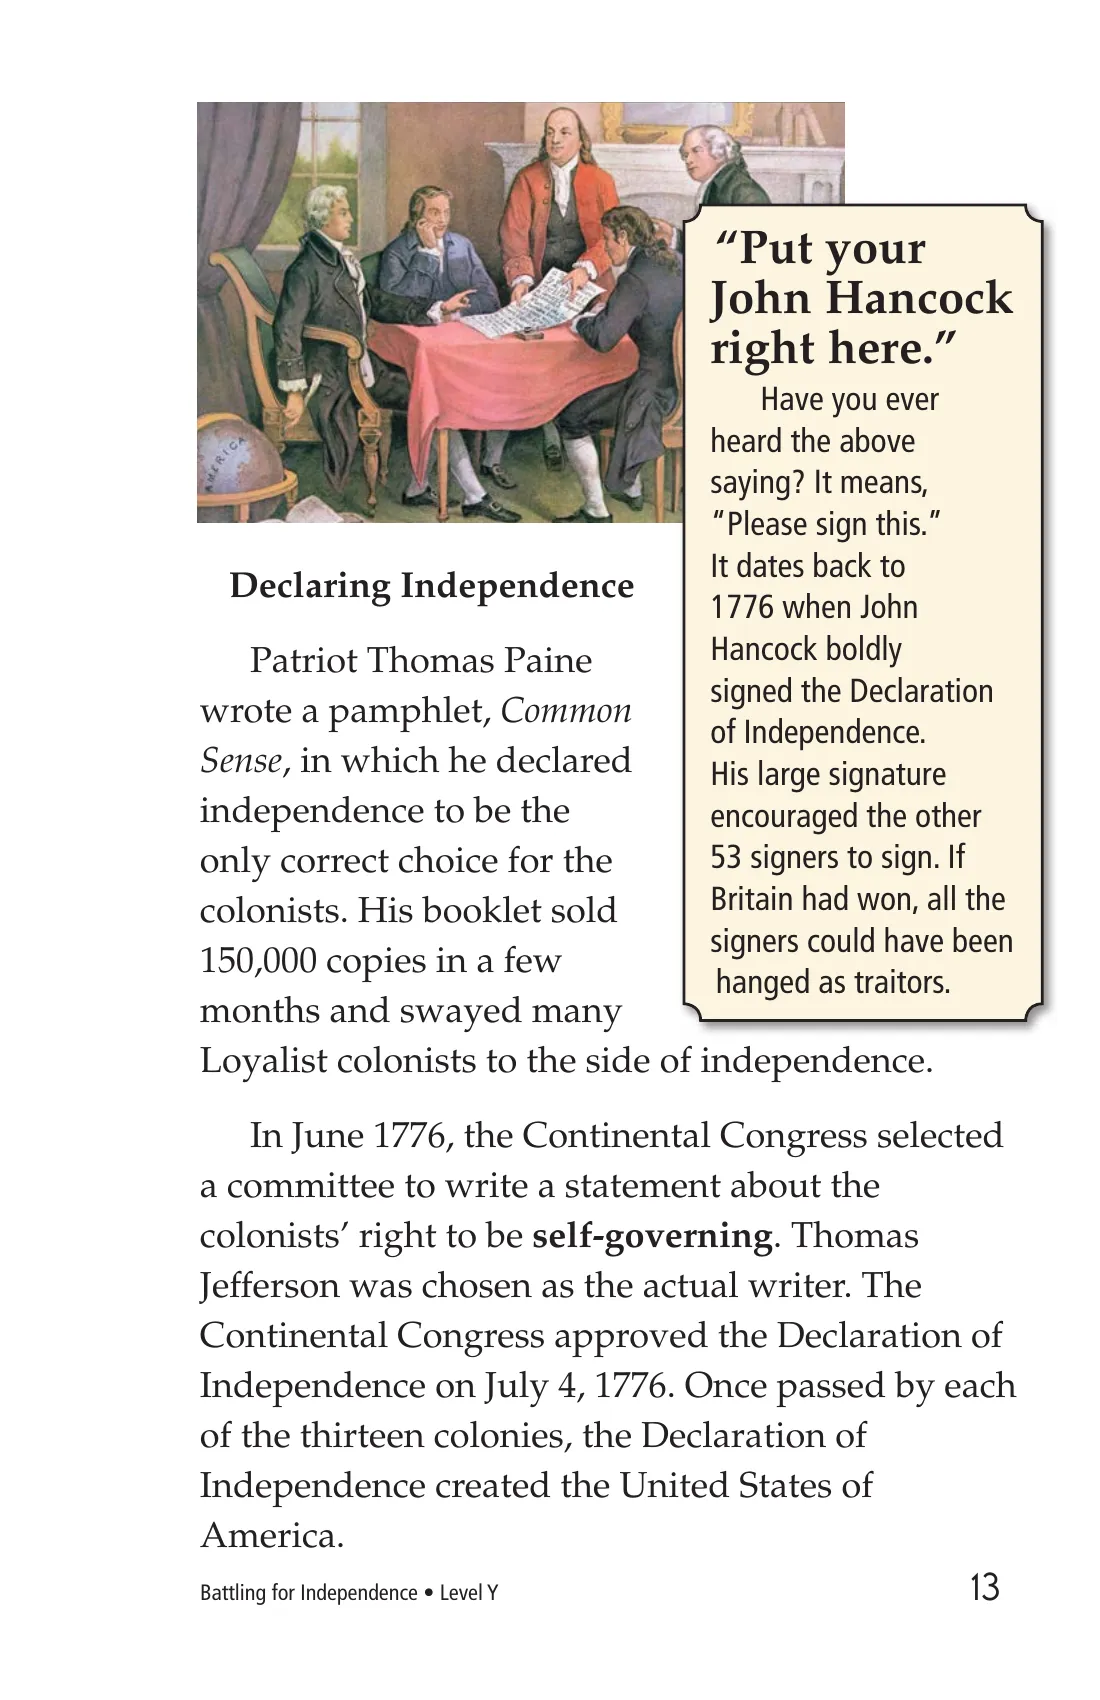 AMERICA
“Put your
John Hancock
right here.”
Have you ever
heard the above
saying? It means,
“Please sign this.”
It dates back to
1776 when John
Hancock boldly
signed the Declaration
of Independence.
His large signature
encouraged the other
53 signers to sign. If
Britain had won, all the
signers could have been
hanged as traitors.
Declaring Independence
Patriot Thomas Paine
wrote a pamphlet, Common
Sense, in which he declared
independence to be the
only correct choice for the
colonists. His booklet sold
150,000 copies in a few
months and swayed many
Loyalist colonists to the side of independence.
In June 1776, the Continental Congress selected
a committee to write a statement about the
colonists’ right to be self-governing. Thomas
Jefferson was chosen as the actual writer. The
Continental Congress approved the Declaration of
Independence on July 4, 1776. Once passed by each
of the thirteen colonies, the Declaration of
Independence created the United States of
America.
Battling for Independence • Level Y
13